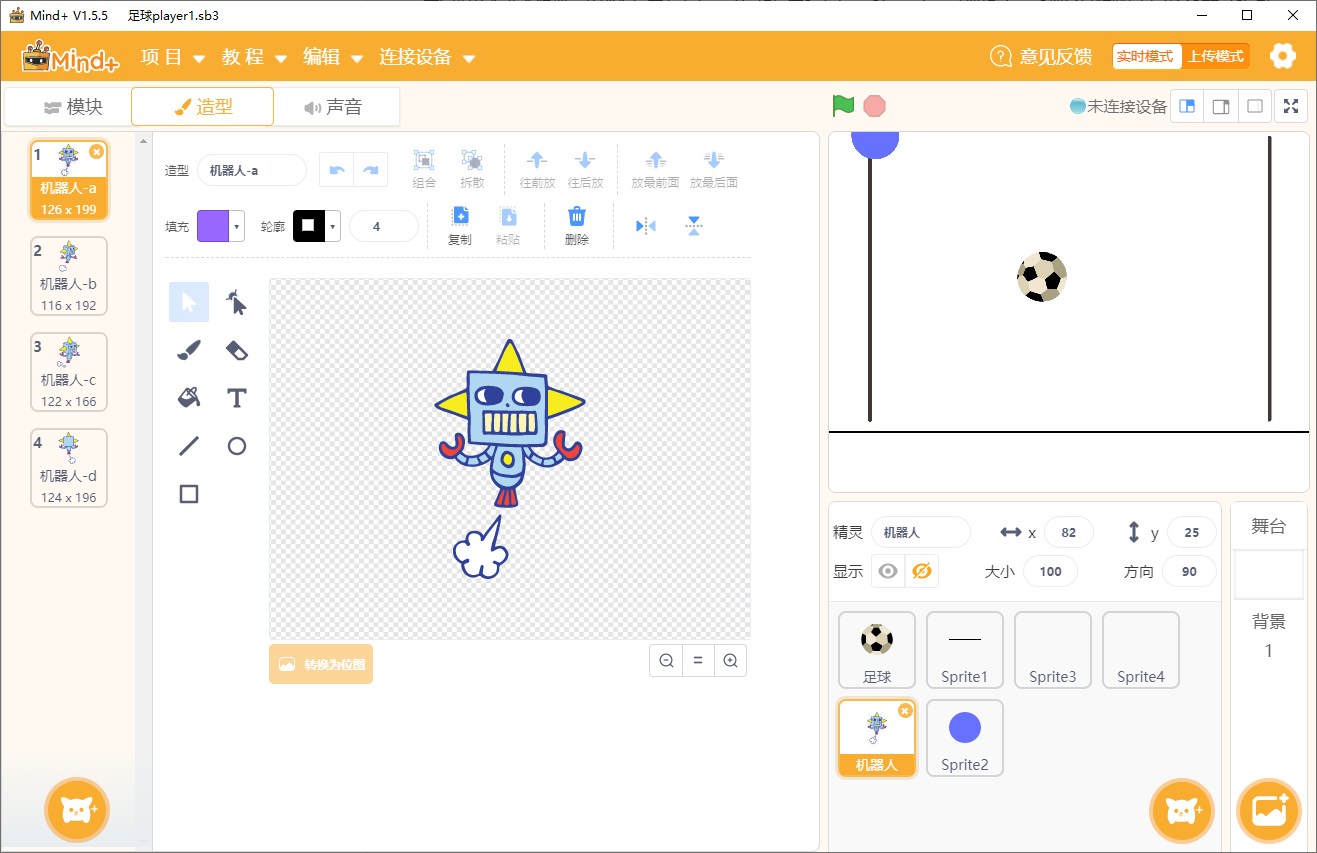 Mind+ V1.5.5 足球player1.sb3
Mind+ 项目 教程 编辑 连接设备 意见反馈 实时模式 上传模式
模块 造型 声音 未连接设备
1
机器人-a
126 x 199
2
机器人-b
116 x 192
3
机器人-c
122 x 166
4
机器人-d
124 x 196
造型 机器人-a 组合 拆散 往前放 往后放 放最前面 放最后面
填充 轮廓 4 复制 粘贴 删除
T
转换为位图
精灵 机器人 x 82 y 25
显示 大小 100 方向 90
足球 Sprite1 Sprite3 Sprite4
机器人 Sprite2
舞台
背景
1